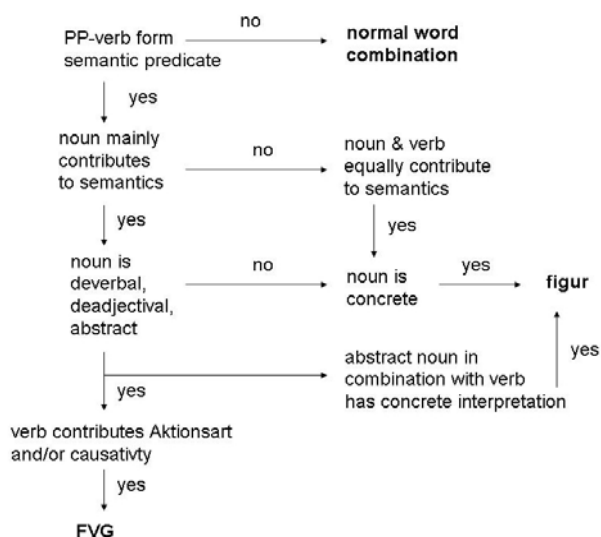 no
PP-verb form
semantic predicate
normal word
combination
yes
noun mainly
contributes
to semantics
no
noun & verb
equally contribute
to semantics
yes
yes
noun is
deverbal,
deadjectival,
abstract
no
noun is
concrete
yes
figur
yes
abstract noun in
combination with verb
has concrete interpretation
yes
verb contributes Aktionsart
and/or causativty
yes
FVG